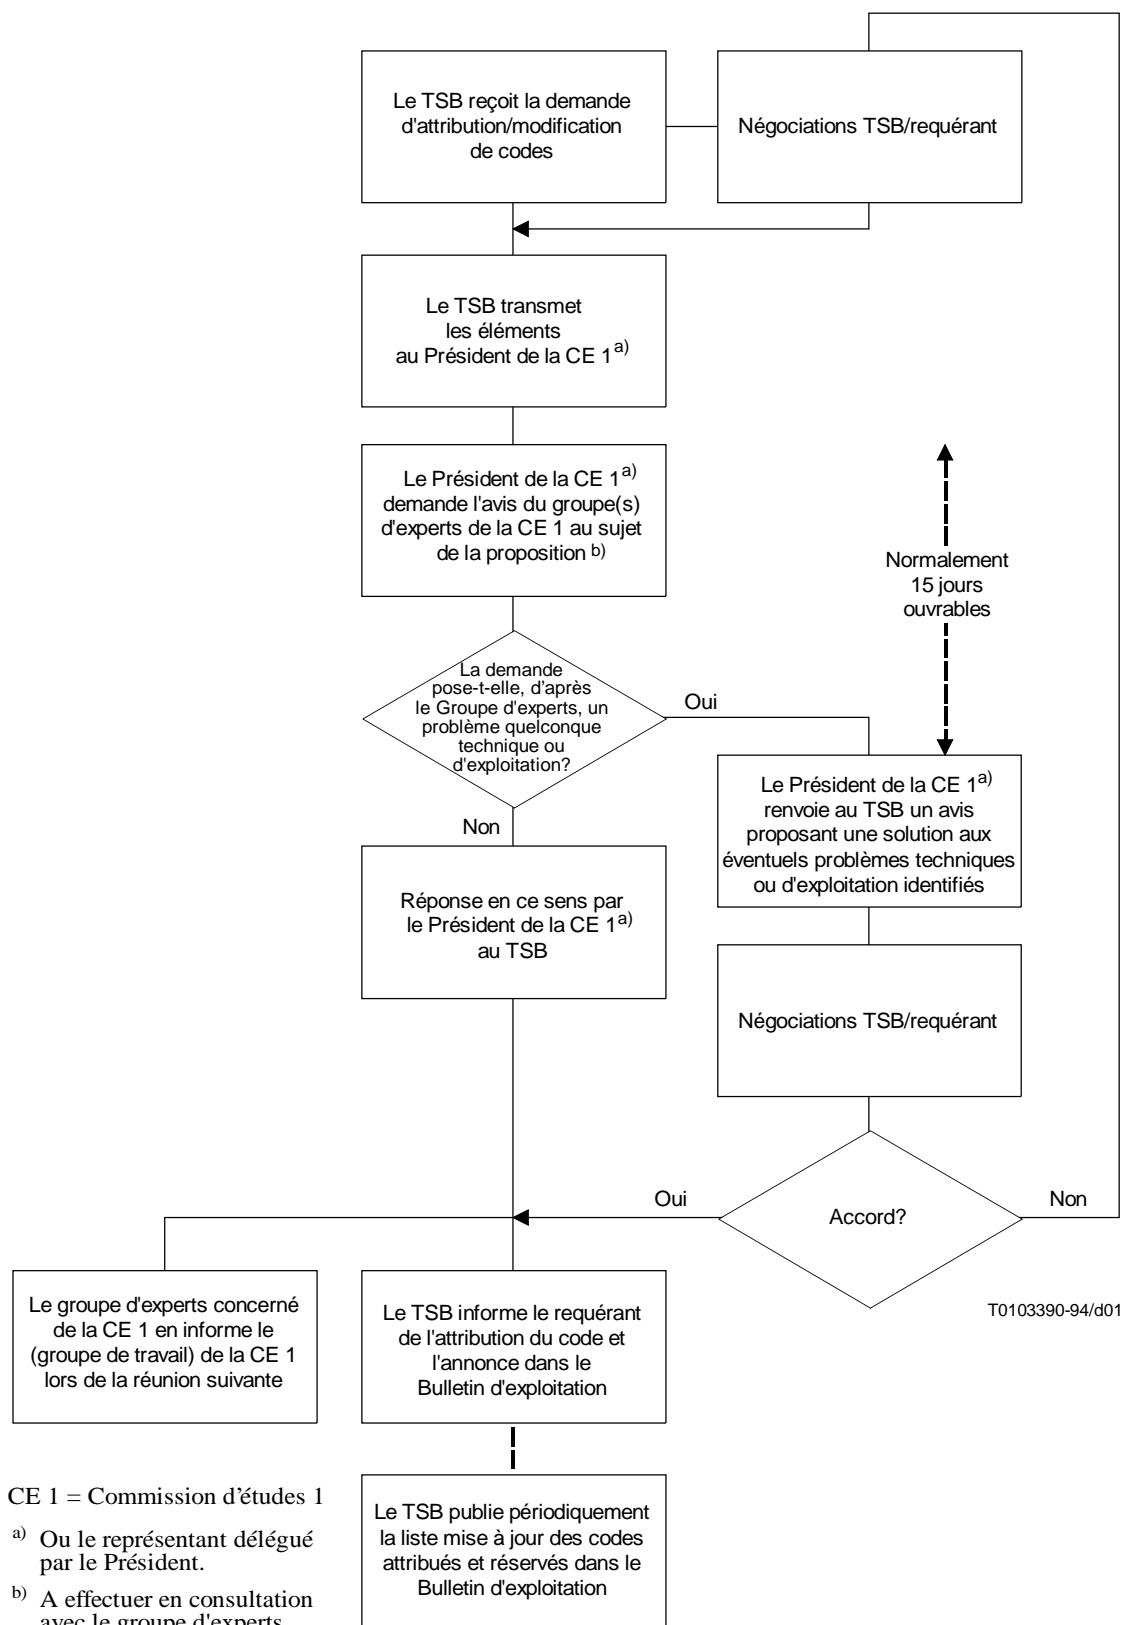 Le TSB reçoit la demande
d'attribution/modification
de codes
Négociations TSB/requérant
Le TSB transmet
les éléments
au Président de la CE 1a)
Le Président de la CE 1a)
demande l'avis du groupe(s)
d'experts de la CE 1 au sujet
de la proposition b)
Normalement
15 jours
ouvrables
La demande
pose-t-elle, d'après
le Groupe d'experts, un
problème quelconque
technique ou
d'exploitation?
Oui
Non
Le Président de la CE 1a)
renvoie au TSB un avis
proposant une solution aux
éventuels problèmes techniques
ou d'exploitation identifiés
Réponse en ce sens par
le Président de la CE 1a)
au TSB
Négociations TSB/requérant
Oui
Accord?
Non
Le groupe d'experts concerné
de la CE 1 en informe le
(groupe de travail) de la CE 1
lors de la réunion suivante
Le TSB informe le requérant
de l'attribution du code et
l'annonce dans le
Bulletin d'exploitation
T0103390-94/d01
Le TSB publie périodiquement
la liste mise à jour des codes
attribués et réservés dans le
Bulletin d'exploitation
CE 1 = Commission d'études 1
a) Ou le représentant délégué
par le Président.
b) A effectuer en consultation
avec le groupe d'experts